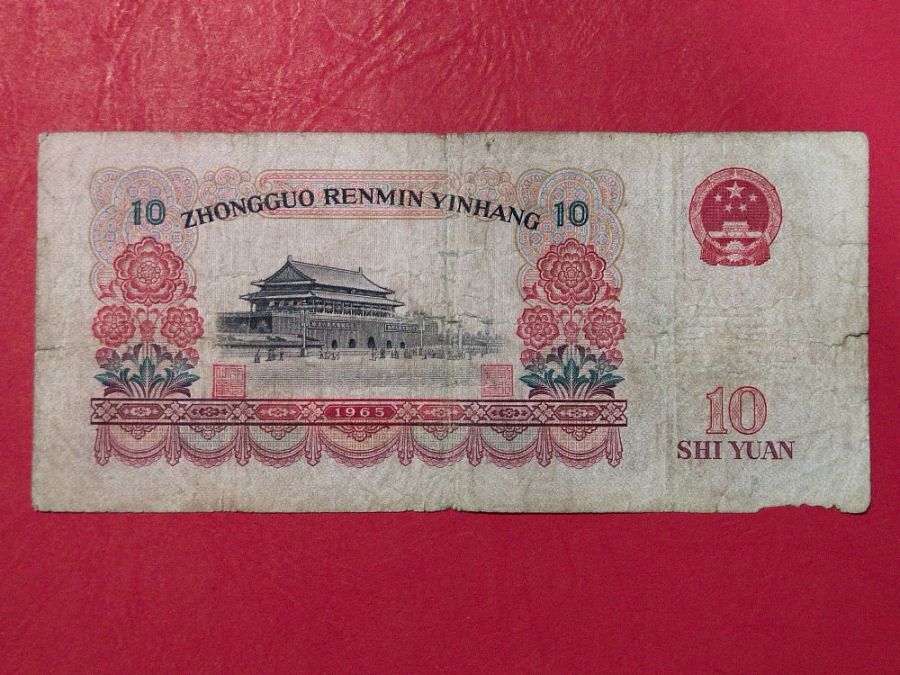 10 ZHONGGUO RENMIN YINHANG 10
1965
10
SHI YUAN